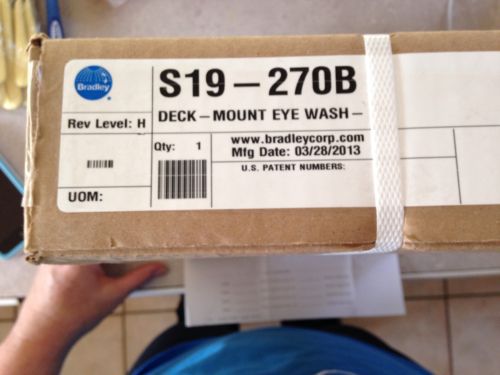 Bradley
S19-270B
DECK-MOUNT EYE WASH-
Rev Level: H
www.bradleycorp.com
Qty: 1
Mfg Date: 03/28/2013
U.S. PATENT NUMBERS:
UOM: